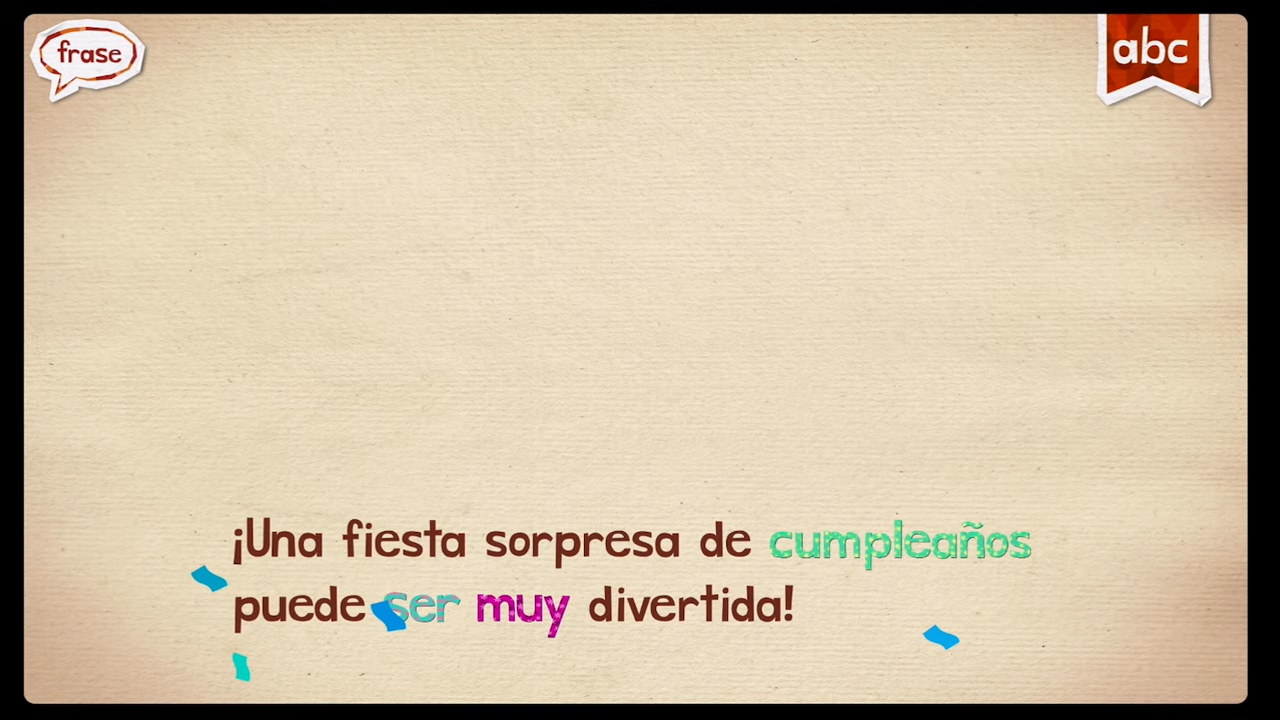 frase
abc
¡Una fiesta sorpresa de cumpleaños
puede ser muy divertida!